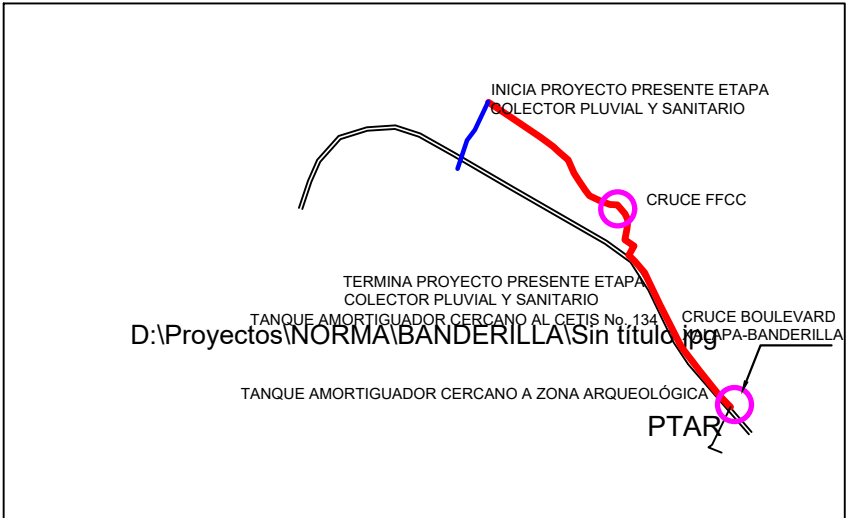 INICIA PROYECTO PRESENTE ETAPA
COLECTOR PLUVIAL Y SANITARIO
CRUCE FFCC
TERMINA PROYECTO PRESENTE ETAPA
COLECTOR PLUVIAL Y SANITARIO
TANQUE AMORTIGUADOR CERCANO AL CETIS No. 134
CRUCE BOULEVARD
XALAPA-BANDERILLA
D:\Proyectos\NORMA\BANDERILLA\Sin título.jpg
TANQUE AMORTIGUADOR CERCANO A ZONA ARQUEOLÓGICA
PTAR